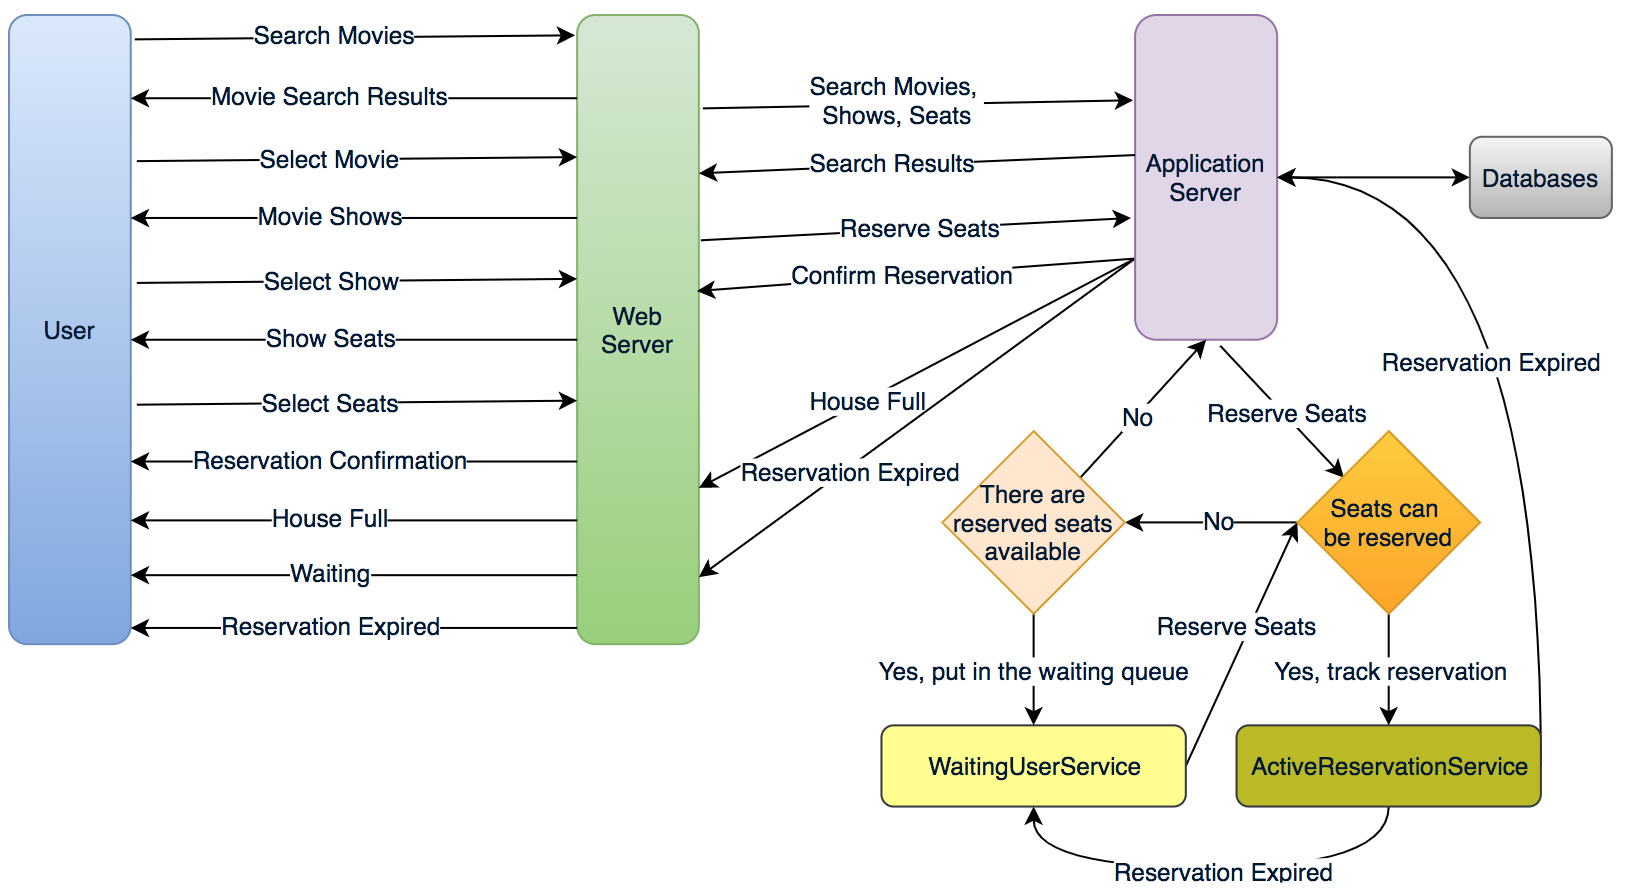 Search Movies
Movie Search Results
Select Movie
Movie Shows
Select Show
Show Seats
Select Seats
Reservation Confirmation
House Full
Waiting
Reservation Expired
User
Web
Server
Search Movies,
Shows, Seats
Search Results
Reserve Seats
Confirm Reservation
House Full
Reservation Expired
Application
Server
Databases
Reservation Expired
No
Reserve Seats
There are
reserved seats
available
No
Seats can
be reserved
Reserve Seats
Yes, put in the waiting queue
Yes, track reservation
WaitingUserService
ActiveReservationService
Reservation Expired